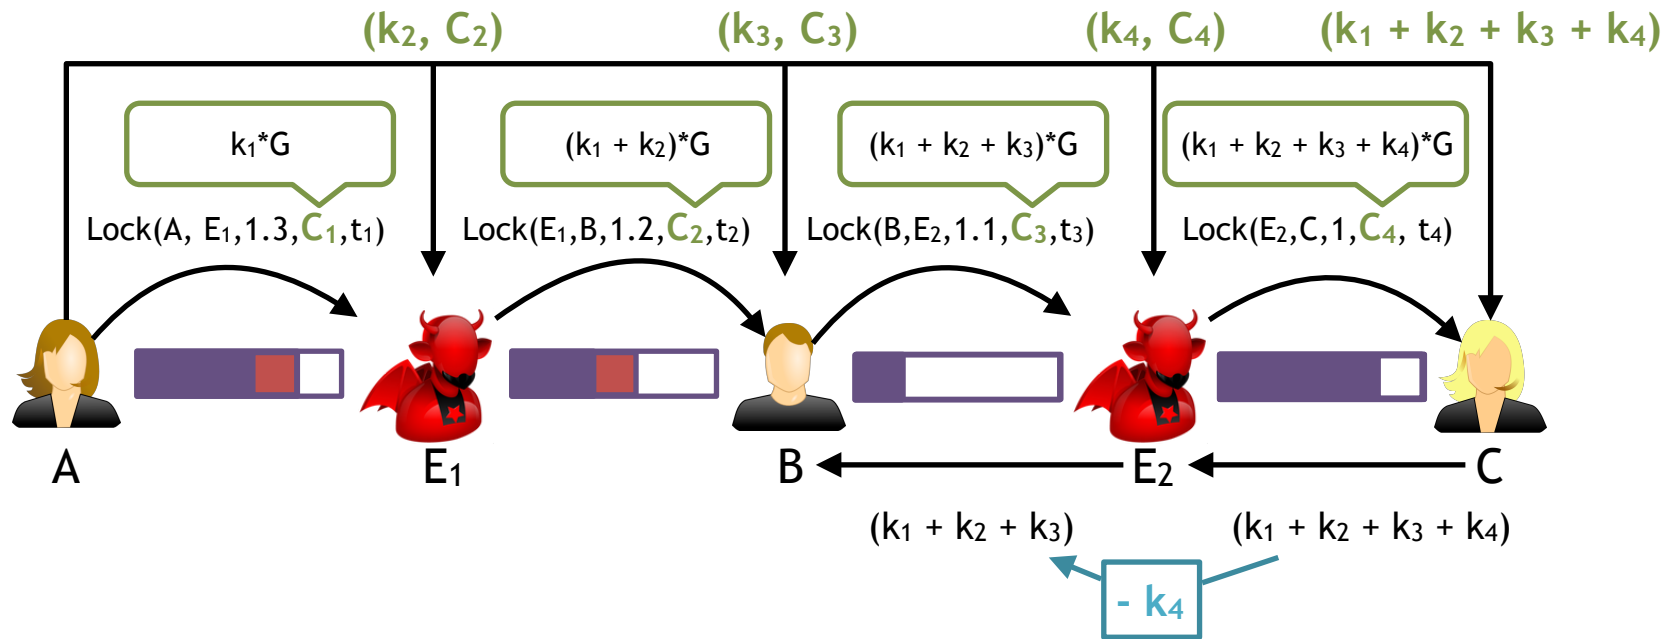 (k₂, C₂) (k₃, C₃) (k₄, C₄) (k₁ + k₂ + k₃ + k₄)
k₁*G (k₁ + k₂)*G (k₁ + k₂ + k₃)*G (k₁ + k₂ + k₃ + k₄)*G
Lock(A, E₁,1.3,C₁,t₁) Lock(E₁,B,1.2,C₂,t₂) Lock(B,E₂,1.1,C₃,t₃) Lock(E₂,C,1,C₄, t₄)
A E₁ B E₂ C
(k₁ + k₂ + k₃) (k₁ + k₂ + k₃ + k₄)
- k₄